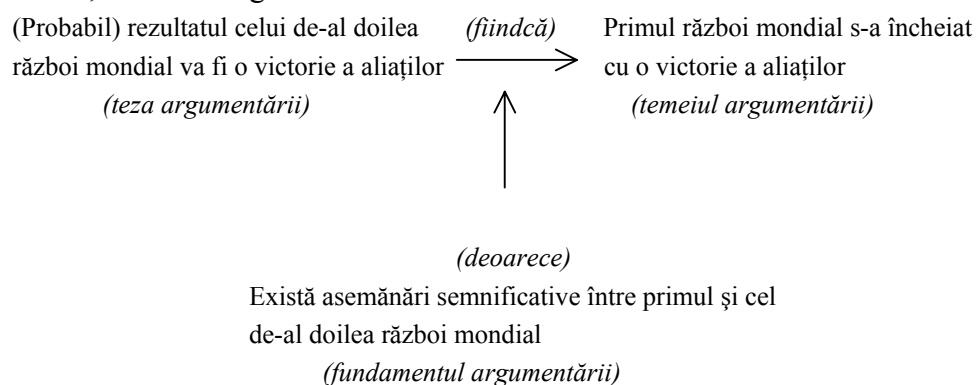 (Probabil) rezultatul celui de-al doilea (fiindcă) Primul război mondial s-a încheiat
război mondial va fi o victorie a aliaților cu o victorie a aliaților
(teza argumentării) (temeiul argumentării)
(deoarece)
Există asemănări semnificative între primul şi cel
de-al doilea război mondial
(fundamentul argumentării)